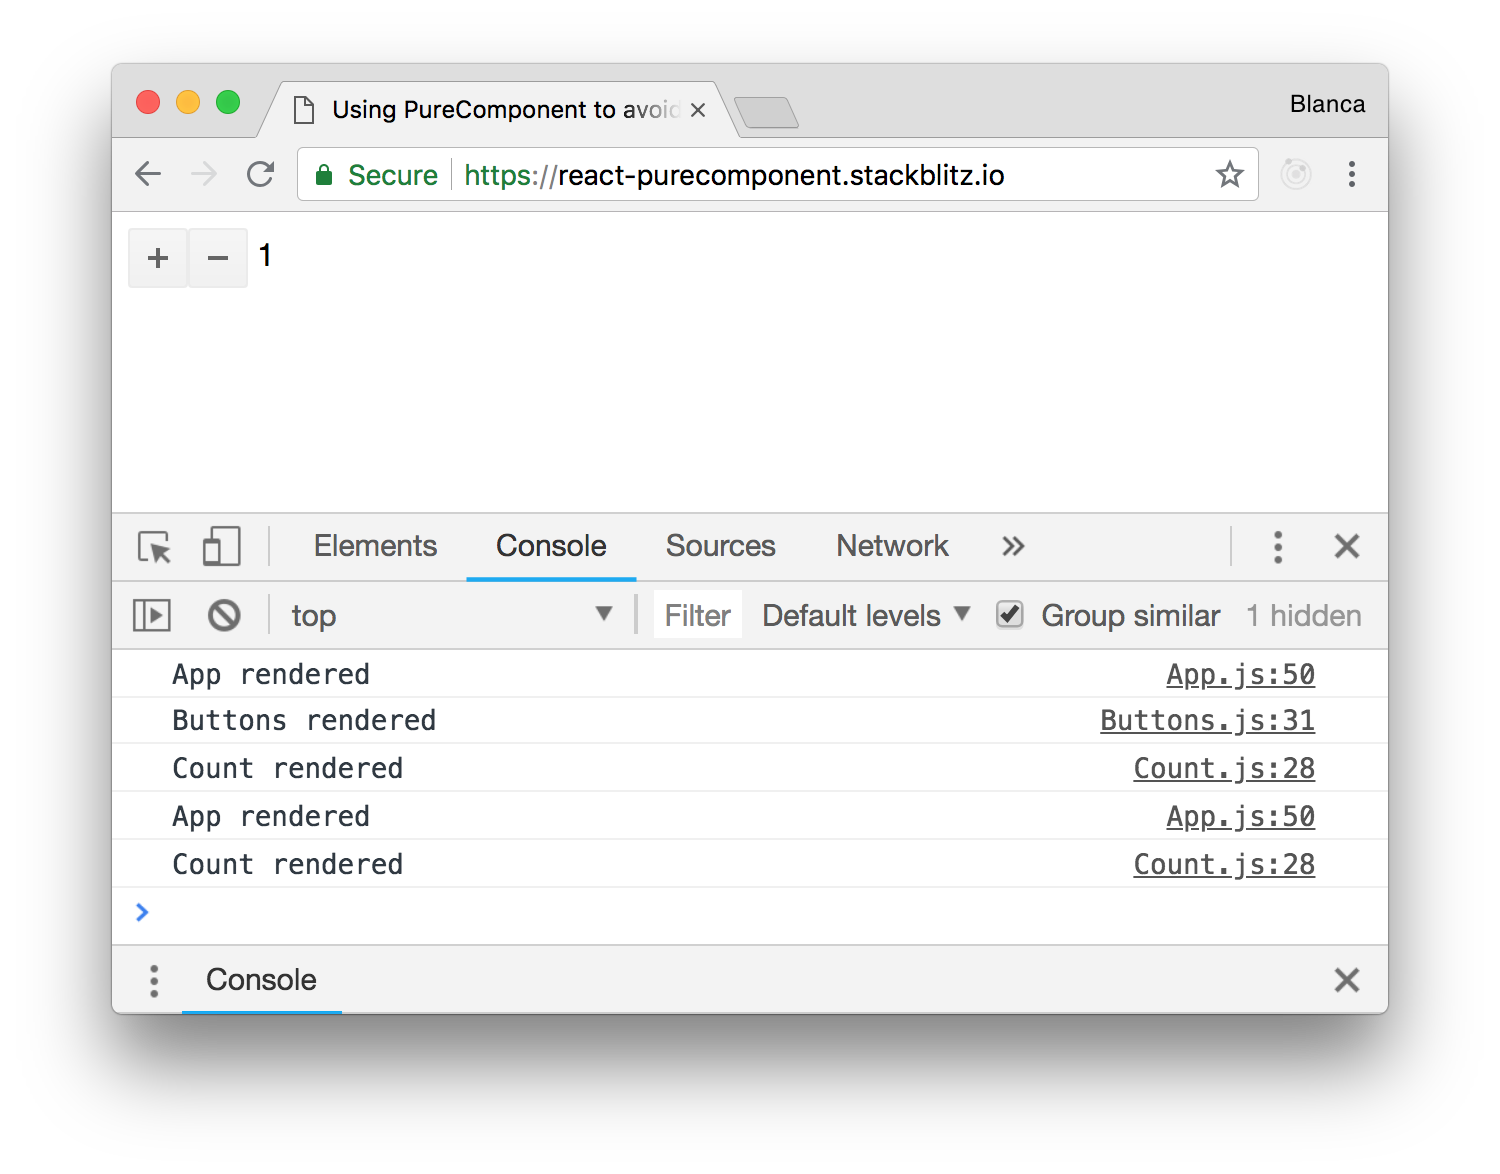 Using PureComponent to avoid
Blanca
Secure https://react-purecomponent.stackblitz.io
+ − 1
Elements Console Sources Network »
top Filter Default levels Group similar 1 hidden
App rendered App.js:50
Buttons rendered Buttons.js:31
Count rendered Count.js:28
App rendered App.js:50
Count rendered Count.js:28
Console